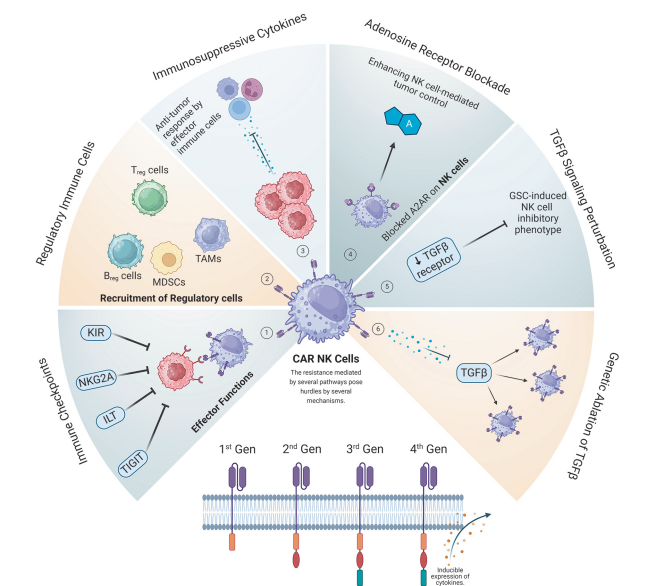 Immunosuppressive Cytokines
Adenosine Receptor Blockade
Regulatory Immune Cells
TGFβ Signaling Perturbation
Immune Checkpoints
Genetic Ablation of TGFβ
Anti-tumor
response by
effector
immune cells
3
Enhancing NK cell-mediated
tumor control
A
Blocked A2AR on NK cells
4
Treg cells
Breg cells
MDSCs
TAMs
Recruitment of Regulatory cells
2
GSC-induced
NK cell
inhibitory
phenotype
↓ TGFβ
receptor
5
KIR
NKG2A
ILT
TIGIT
Effector Functions
1
6
TGFβ
CAR NK Cells
The resistance mediated
by several pathways pose
hurdles by several
mechanisms.
1st Gen
2nd Gen
3rd Gen
4th Gen
Inducible
expression of
cytokines.